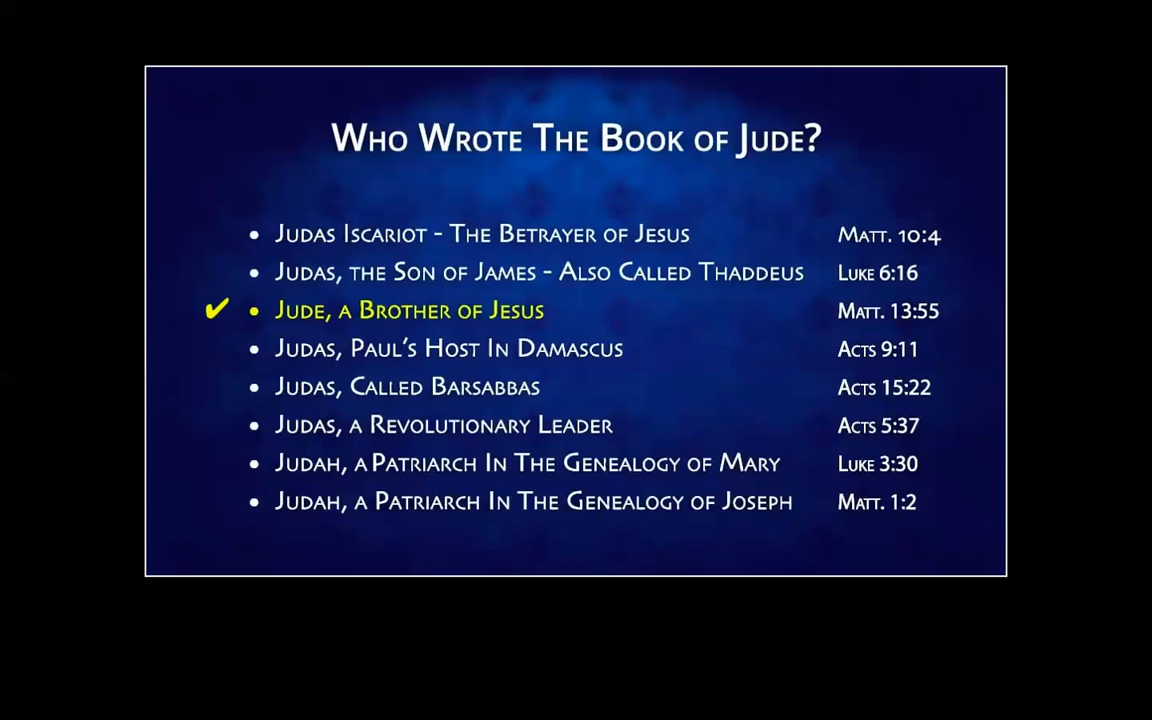 Who Wrote The Book of Jude?
• Judas Iscariot - The Betrayer of Jesus Matt. 10:4
• Judas, the Son of James - Also Called Thaddeus Luke 6:16
✔ • Jude, a Brother of Jesus Matt. 13:55
• Judas, Paul's Host In Damascus Acts 9:11
• Judas, Called Barsabbas Acts 15:22
• Judas, a Revolutionary Leader Acts 5:37
• Judah, a Patriarch In The Genealogy of Mary Luke 3:30
• Judah, a Patriarch In The Genealogy of Joseph Matt. 1:2